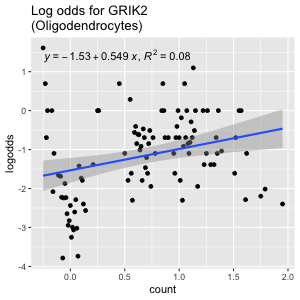 Log odds for GRIK2
(Oligodendrocytes)
y = −1.53 + 0.549 x, R² = 0.08
1
0
-1
-2
-3
-4
logodds
0.0 0.5 1.0 1.5 2.0
count